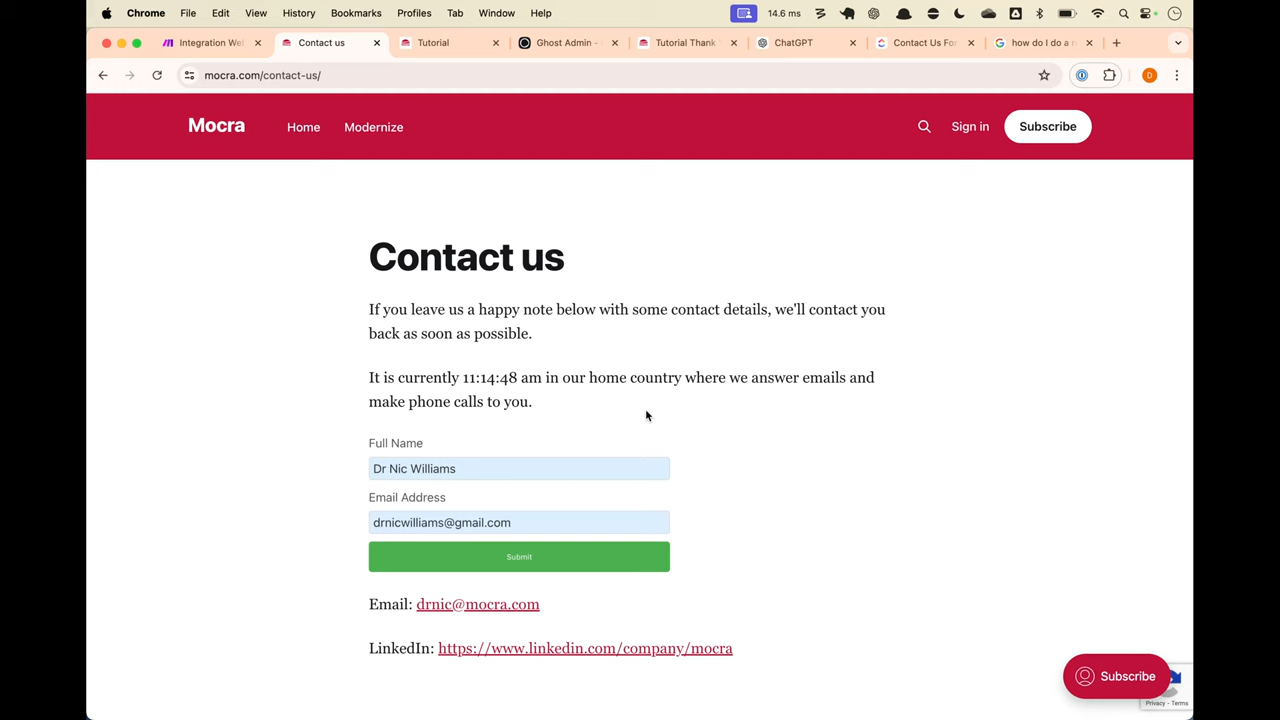 Chrome File Edit View History Bookmarks Profiles Tab Window Help 14.6 ms
Integration We Contact us Tutorial Ghost Admin - Tutorial Thank ChatGPT Contact Us For how do I do a r
mocra.com/contact-us/ D
Mocra Home Modernize Sign in Subscribe
Contact us
If you leave us a happy note below with some contact details, we'll contact you
back as soon as possible.
It is currently 11:14:48 am in our home country where we answer emails and
make phone calls to you.
Full Name
Dr Nic Williams
Email Address
drnicwilliams@gmail.com
Submit
Email: drnic@mocra.com
LinkedIn: https://www.linkedin.com/company/mocra
Subscribe
Privacy - Terms